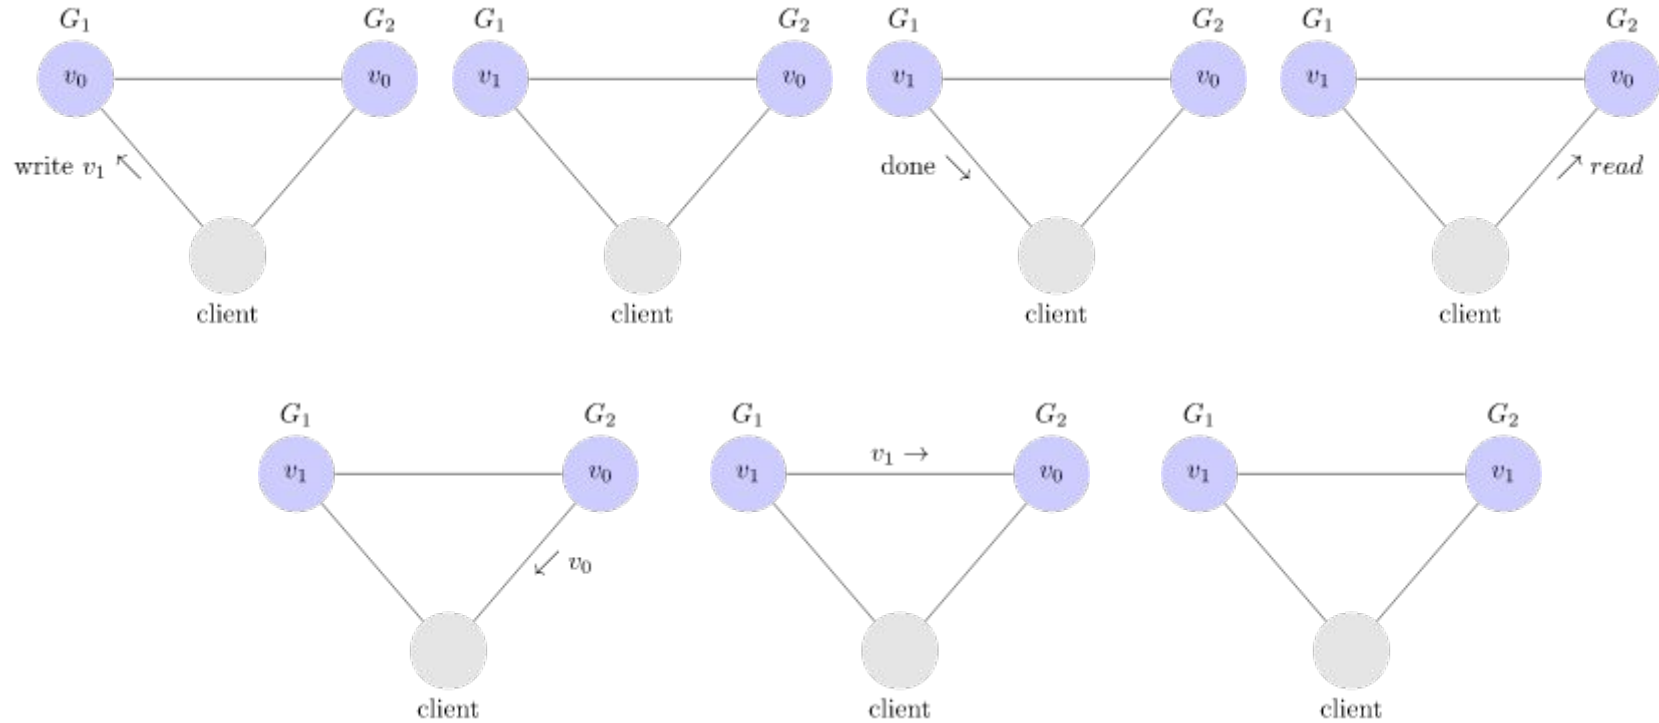 G₁ G₂ G₁ G₂ G₁ G₂ G₁ G₂
v₀ v₀ v₁ v₀ v₁ v₀ v₁ v₀
write v₁ ↖ done ↘ ↗ read
client client client client
G₁ G₂ G₁ G₂ G₁ G₂
v₁ →
v₁ v₀ v₁ v₀ v₁ v₁
↙ v₀
client client client